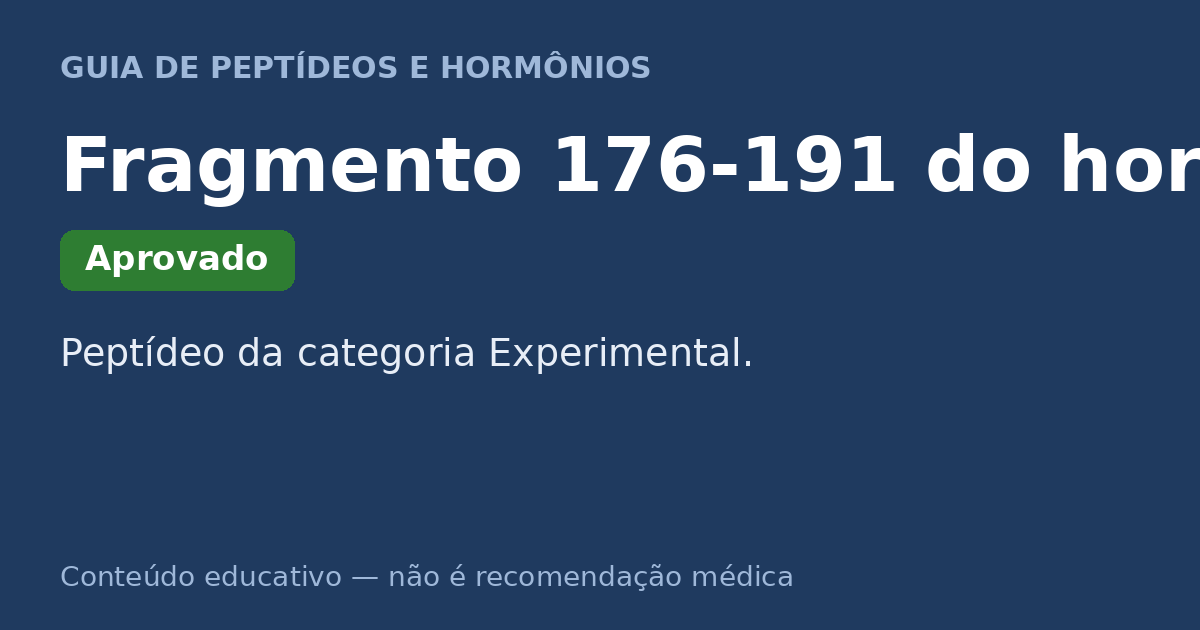 GUIA DE PEPTÍDEOS E HORMÔNIOS
Fragmento 176-191 do hor
Aprovado
Peptídeo da categoria Experimental.
Conteúdo educativo — não é recomendação médica